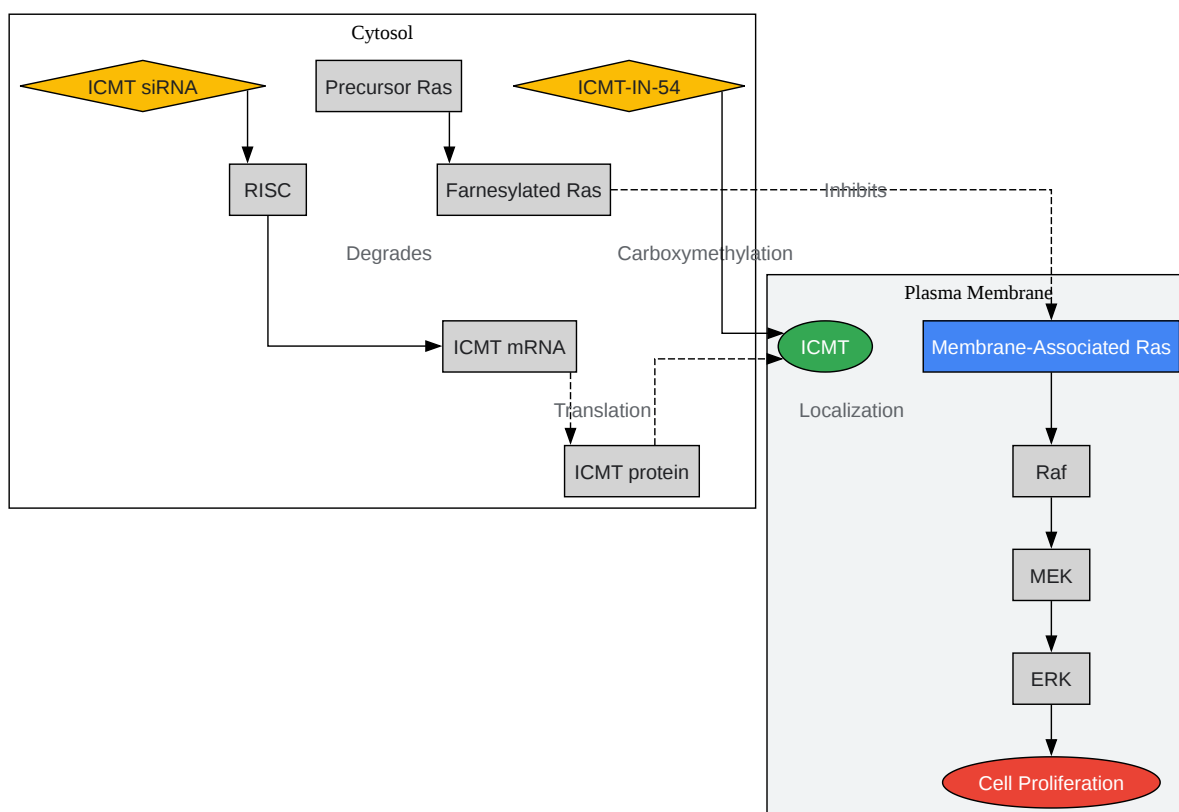 Cytosol
ICMT siRNA
Precursor Ras
ICMT-IN-54
RISC
Farnesylated Ras
Inhibits
Degrades
Carboxymethylation
Plasma Membrane
ICMT mRNA
ICMT
Membrane-Associated Ras
Translation
Localization
ICMT protein
Raf
MEK
ERK
Cell Proliferation